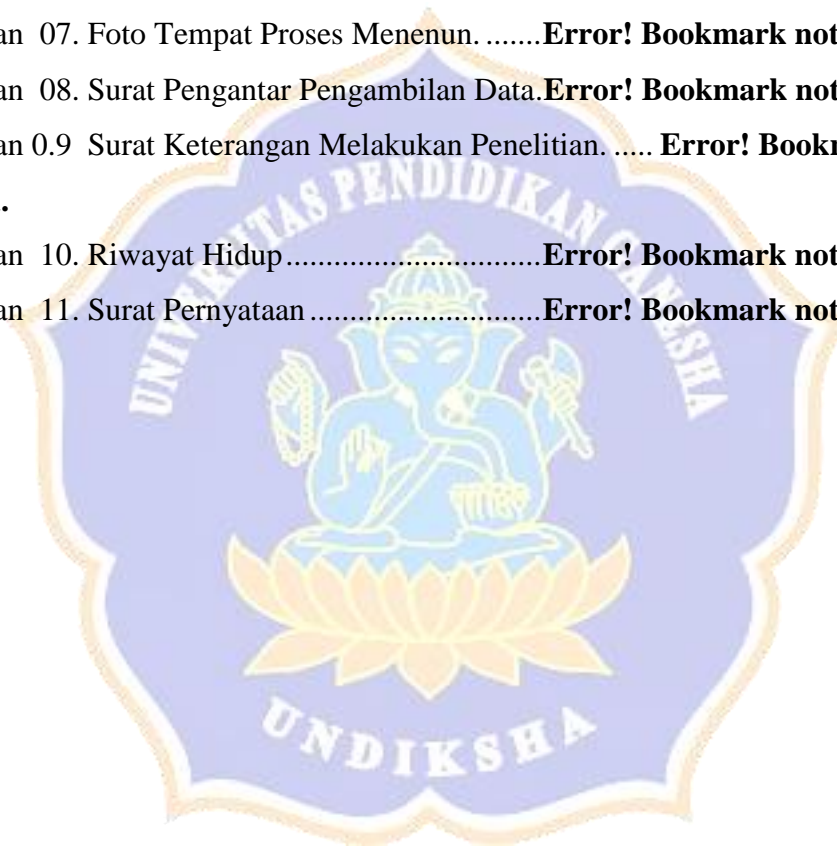 an 07. Foto Tempat Proses Menenun. .......Error! Bookmark not
an 08. Surat Pengantar Pengambilan Data.Error! Bookmark not
an 0.9 Surat Keterangan Melakukan Penelitian. ..... Error! Bookm
.
an 10. Riwayat Hidup................................Error! Bookmark not
an 11. Surat Pernyataan .............................Error! Bookmark not
UNIVERSITAS PENDIDIKAN GANESHA
UNDIKSHA